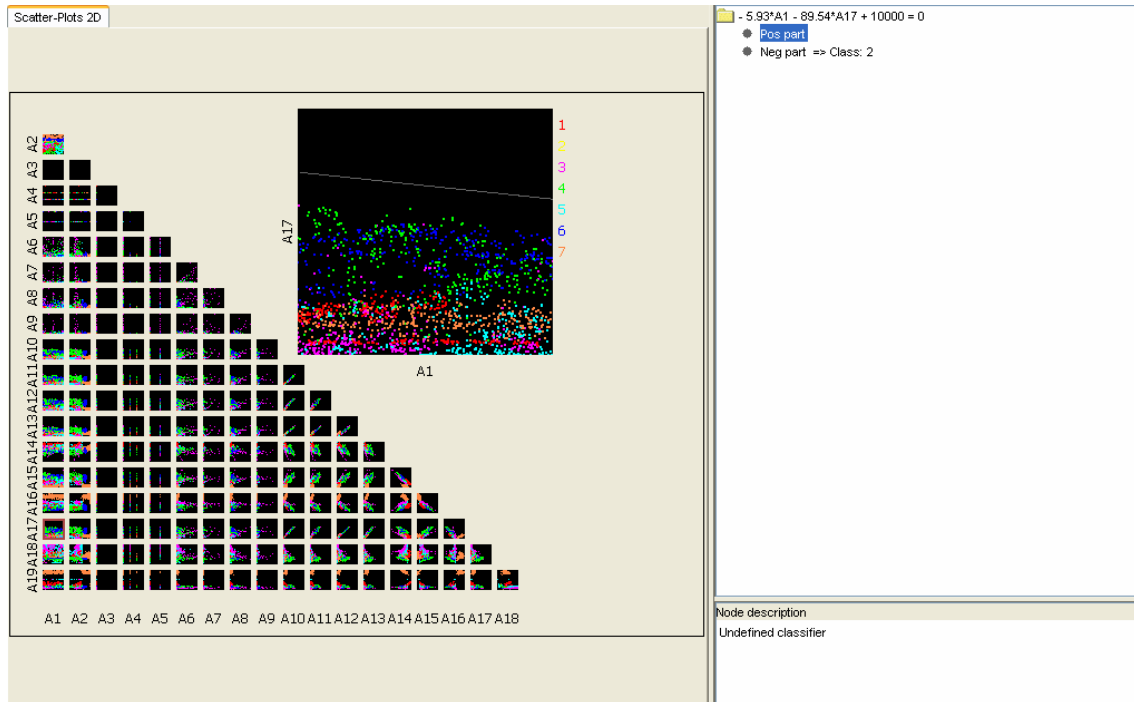 Scatter-Plots 2D
A2
A3
A4
A5
A6
A7
A8
A9
A10
A11
A12
A13
A14
A15
A16
A17
A18
A19
A1 A2 A3 A4 A5 A6 A7 A8 A9 A10 A11 A12 A13 A14 A15 A16 A17 A18
A17
A1
1
2
3
4
5
6
7
- 5.93*A1 - 89.54*A17 + 10000 = 0
Pos part
Neg part => Class: 2
Node description
Undefined classifier